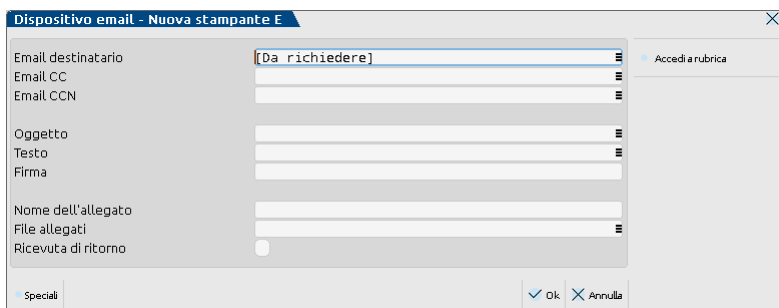 Dispositivo email - Nuova stampante E
Email destinatario [Da richiedere]
Accedi a rubrica
Email CC
Email CCN
Oggetto
Testo
Firma
Nome dell'allegato
File allegati
Ricevuta di ritorno
Speciali
Ok
Annulla